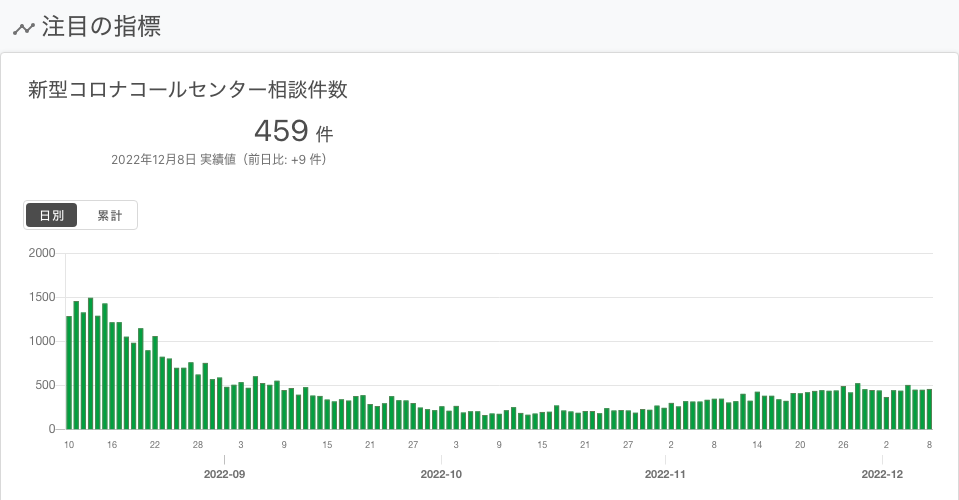 注目の指標
新型コロナコールセンター相談件数
459 件
2022年12月8日 実績値（前日比: +9 件）
日別 累計
2000
1500
1000
500
0
10 16 22 28 3 9 15 21 27 3 9 15 21 27 2 8 14 20 26 2 8
2022-09 2022-10 2022-11 2022-12